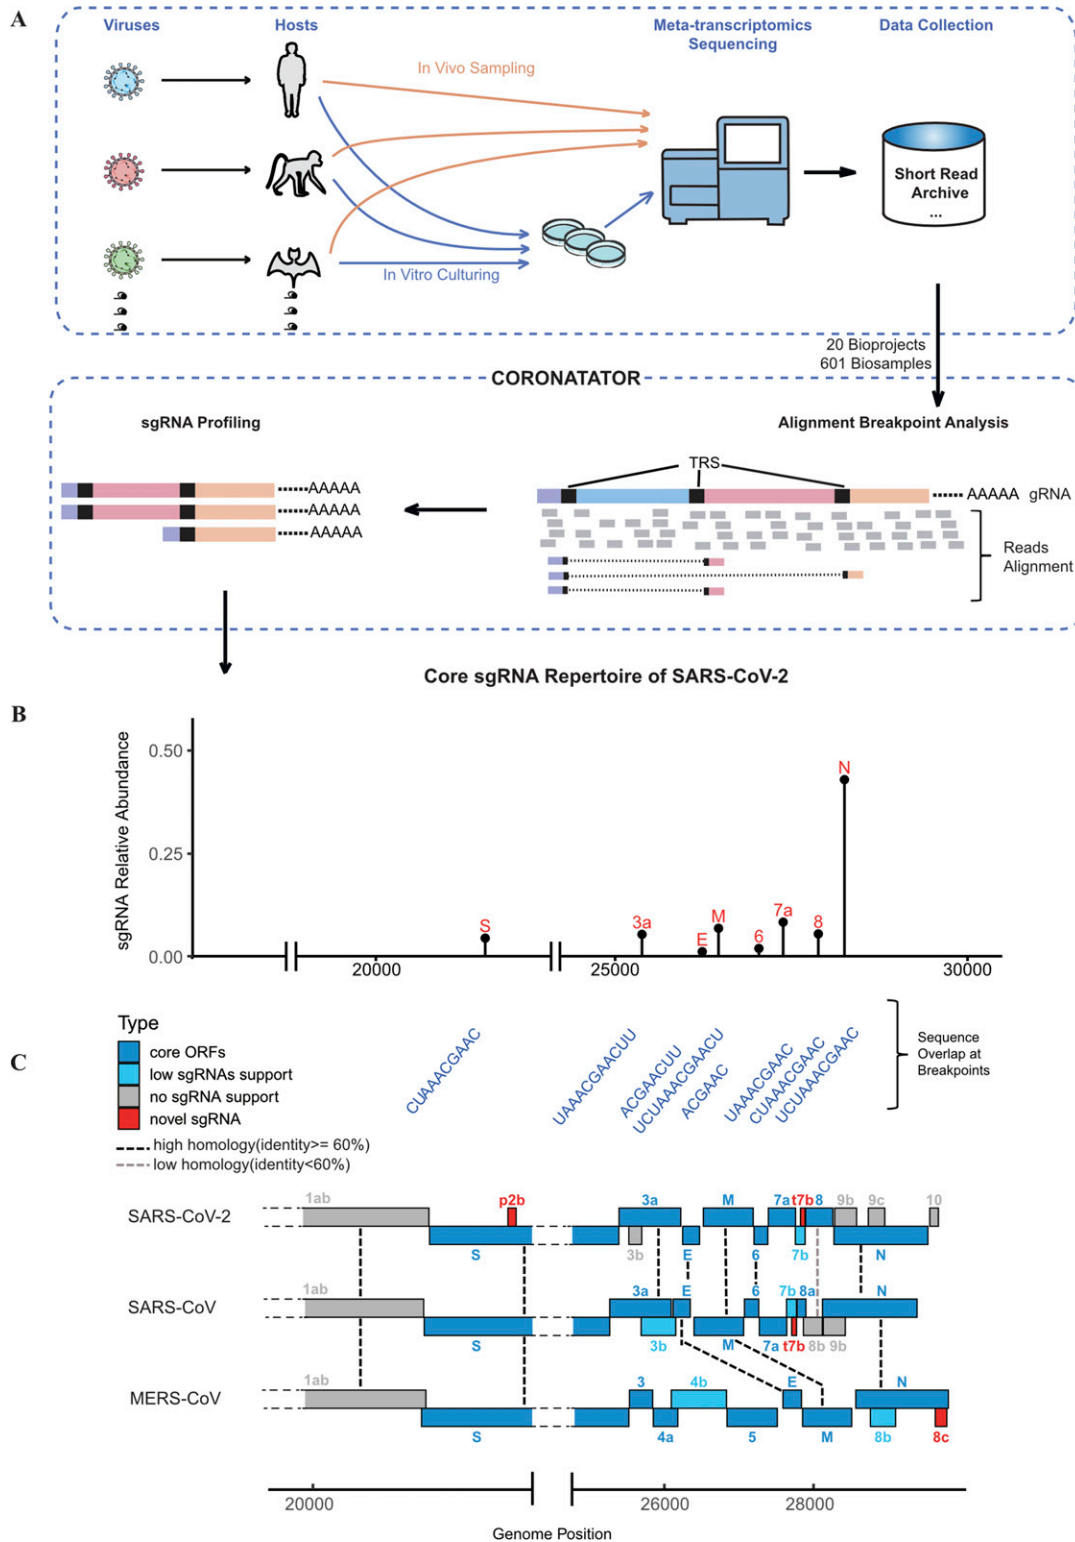 A
Viruses
Hosts
Meta-transcriptomics
Sequencing
Data Collection
In Vivo Sampling
Short Read
Archive
...
In Vitro Culturing
20 Bioprojects
601 Biosamples
CORONATATOR
sgRNA Profiling
Alignment Breakpoint Analysis
TRS
AAAAA
AAAAA
AAAAA
AAAAA gRNA
Reads
Alignment
Core sgRNA Repertoire of SARS-CoV-2
B
sgRNA Relative Abundance
0.50
0.25
0.00
S
3a
E
M
6
7a
8
N
20000
25000
30000
C
Type
core ORFs
low sgRNAs support
no sgRNA support
novel sgRNA
high homology(identity>= 60%)
low homology(identity<60%)
CUAAACGAAC
UAAACGAACUU
ACGAACUU
UCUAAACGAACU
ACGAAC
UAAACGAAC
CUAAACGAAC
UCUAAACGAAC
Sequence
Overlap at
Breakpoints
SARS-CoV-2
1ab
p2b
3a
M
7a
t7b
8
9b
9c
10
S
3b
E
6
7b
N
SARS-CoV
1ab
3a
E
6
7b
8a
N
S
3b
M
7a
t7b
8b
9b
MERS-CoV
1ab
3
4b
E
N
S
4a
5
M
8b
8c
20000
26000
28000
Genome Position